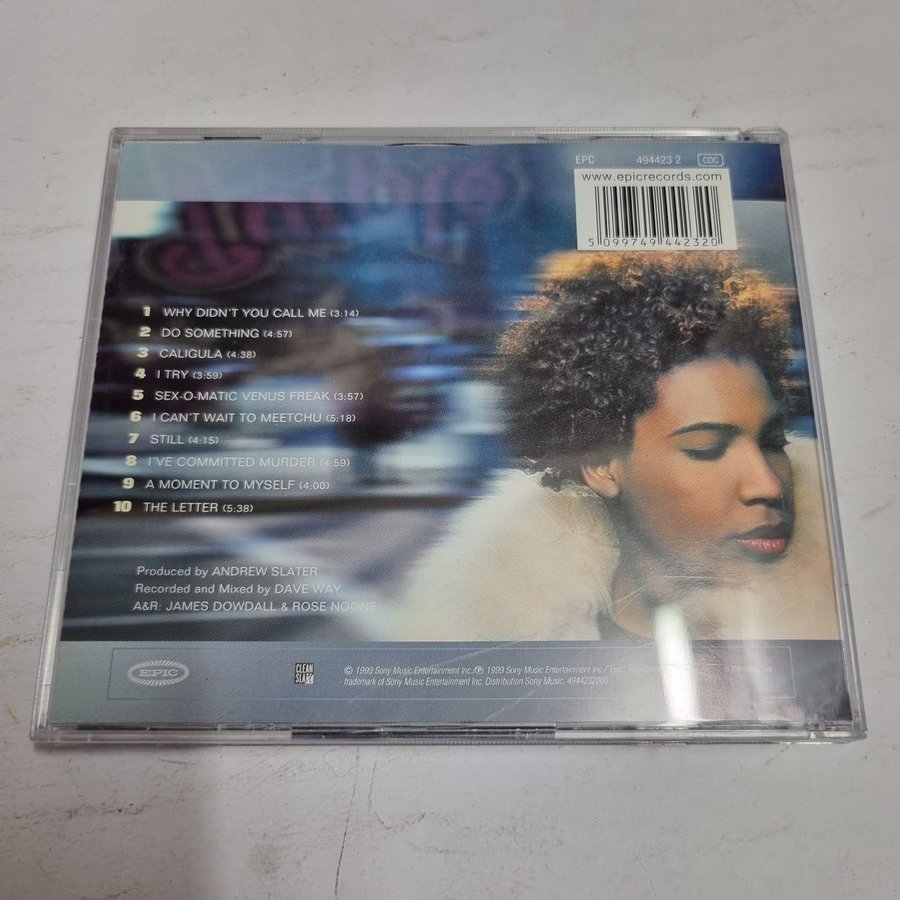 EPC 494423 2 CDC
www.epicrecords.com
5 099749 442320
1 WHY DIDN'T YOU CALL ME (3:14)
2 DO SOMETHING (4:57)
3 CALIGULA (4:38)
4 I TRY (3:59)
5 SEX-O-MATIC VENUS FREAK (3:57)
6 I CAN'T WAIT TO MEETCHU (5:18)
7 STILL (4:15)
8 I'VE COMMITTED MURDER (4:59)
9 A MOMENT TO MYSELF (4:00)
10 THE LETTER (5:38)
Produced by ANDREW SLATER
Recorded and Mixed by DAVE WAY
A&R: JAMES DOWDALL & ROSE NOONE
EPIC
CLEAN
SLATE
© 1999 Sony Music Entertainment Inc./℗ 1999 Sony Music Entertainment Inc./"Epic"
trademark of Sony Music Entertainment Inc. Distribution Sony Music. 4944232000